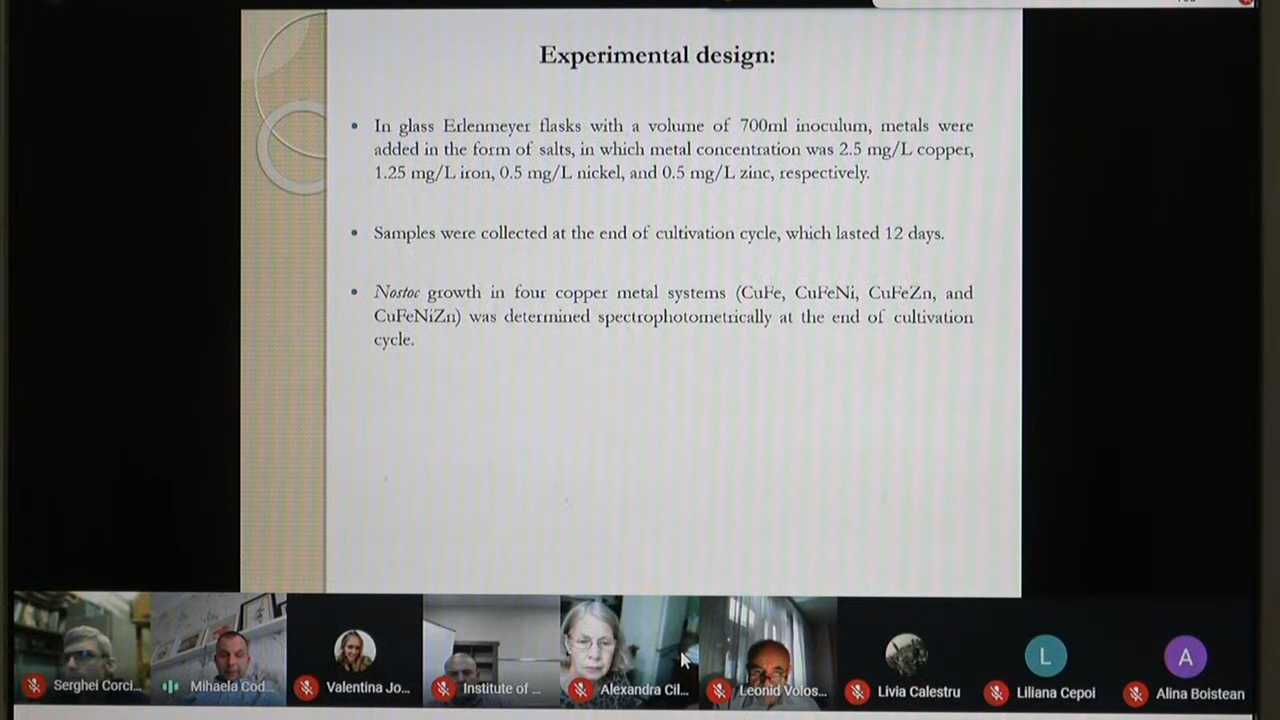 Experimental design:
• In glass Erlenmeyer flasks with a volume of 700ml inoculum, metals were
added in the form of salts, in which metal concentration was 2.5 mg/L copper,
1.25 mg/L iron, 0.5 mg/L nickel, and 0.5 mg/L zinc, respectively.
• Samples were collected at the end of cultivation cycle, which lasted 12 days.
• Nostoc growth in four copper metal systems (CuFe, CuFeNi, CuFeZn, and
CuFeNiZn) was determined spectrophotometrically at the end of cultivation
cycle.
Serghei Corci...
Mihaela Cod...
Valentina Jo...
Institute of ...
Alexandra Cil...
Leonid Volos...
Livia Calestru
L
Liliana Cepoi
A
Alina Boistean